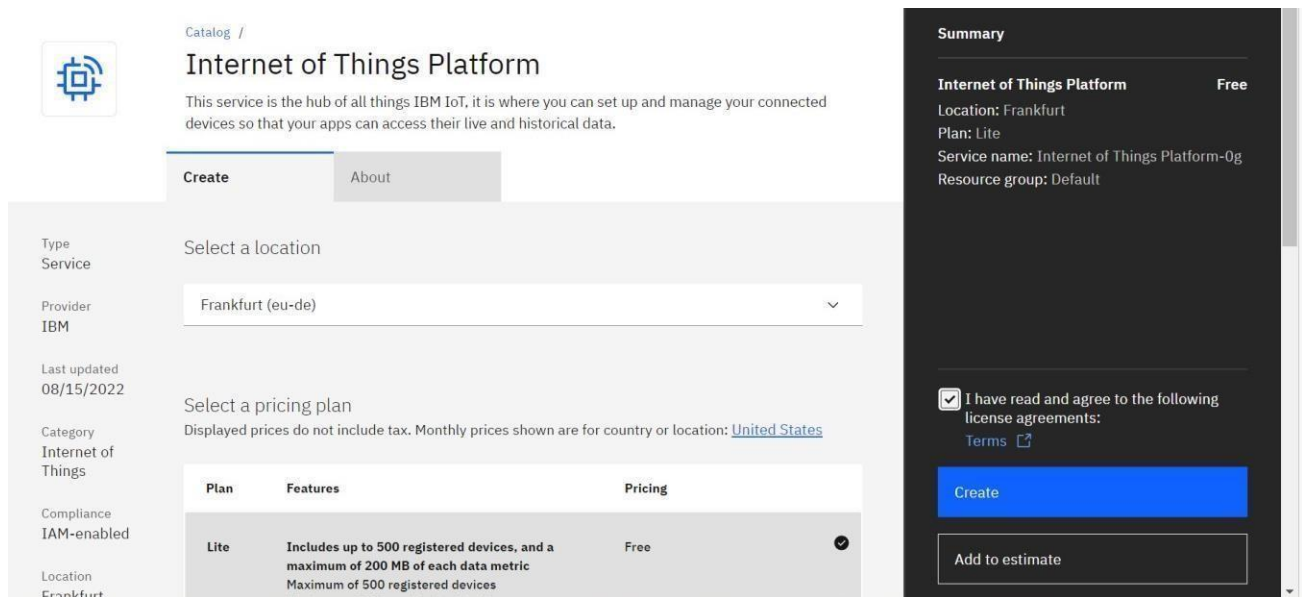 Catalog /
Internet of Things Platform
This service is the hub of all things IBM IoT, it is where you can set up and manage your connected
devices so that your apps can access their live and historical data.
Create
About
Type
Service
Provider
IBM
Last updated
08/15/2022
Category
Internet of
Things
Compliance
IAM-enabled
Location
Frankfurt
Select a location
Frankfurt (eu-de)
Select a pricing plan
Displayed prices do not include tax. Monthly prices shown are for country or location: United States
Plan Features Pricing
Lite Includes up to 500 registered devices, and a Free
maximum of 200 MB of each data metric
Maximum of 500 registered devices
Summary
Internet of Things Platform Free
Location: Frankfurt
Plan: Lite
Service name: Internet of Things Platform-0g
Resource group: Default
I have read and agree to the following
license agreements:
Terms
Create
Add to estimate